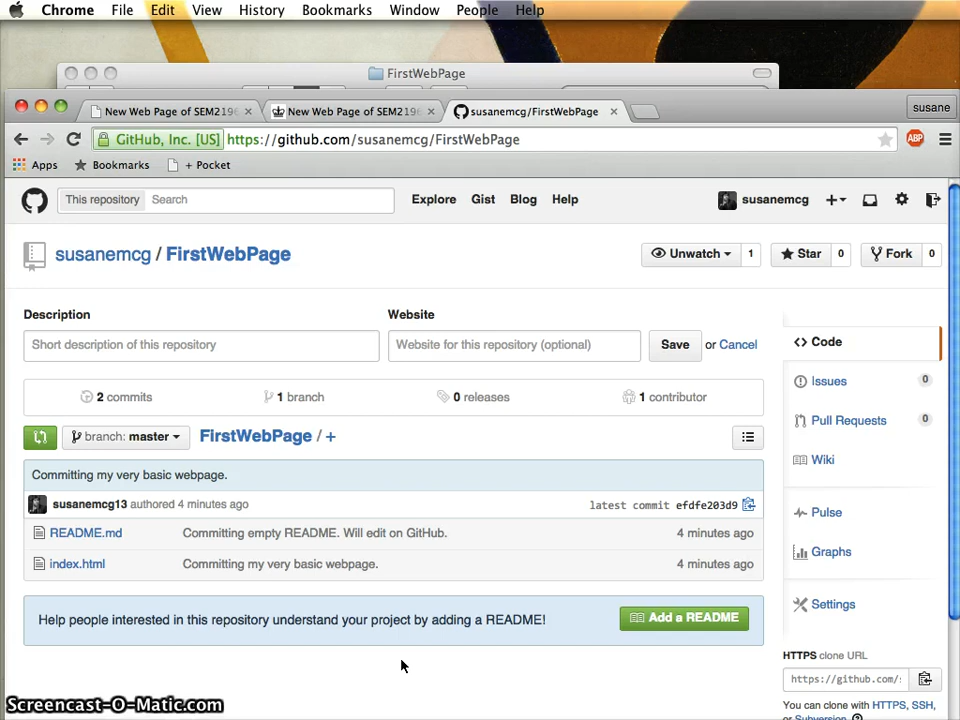 Chrome File Edit View History Bookmarks Window People Help
FirstWebPage
New Web Page of SEM2196 × New Web Page of SEM2196 × susanemcg/FirstWebPage × susane
GitHub, Inc. [US] https://github.com/susanemcg/FirstWebPage ABP
Apps Bookmarks + Pocket
This repository Search Explore Gist Blog Help susanemcg +
susanemcg / FirstWebPage Unwatch 1 Star 0 Fork 0
Description Website
Short description of this repository Website for this repository (optional) Save or Cancel
<> Code
2 commits 1 branch 0 releases 1 contributor
Issues 0
branch: master FirstWebPage / +
Pull Requests 0
Committing my very basic webpage.
Wiki
susanemcg13 authored 4 minutes ago latest commit efdfe203d9
Pulse
README.md Committing empty README. Will edit on GitHub. 4 minutes ago
Graphs
index.html Committing my very basic webpage. 4 minutes ago
Settings
Help people interested in this repository understand your project by adding a README! Add a README
HTTPS clone URL
https://github.com/
You can clone with HTTPS, SSH,
or Subversion.
Screencast-O-Matic.com